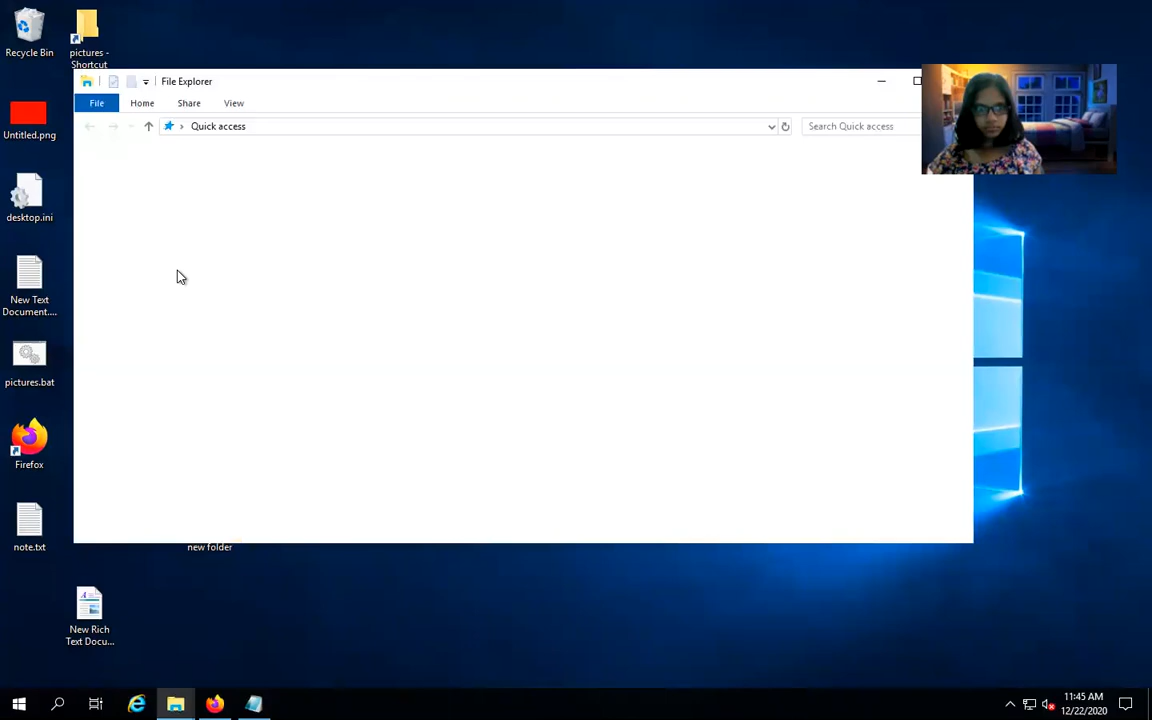 Recycle Bin
pictures -
Shortcut
File Explorer
File
Home
Share
View
Quick access
Search Quick access
Untitled.png
desktop.ini
New Text
Document....
pictures.bat
Firefox
note.txt
new folder
New Rich
Text Docu...
11:45 AM
12/22/2020